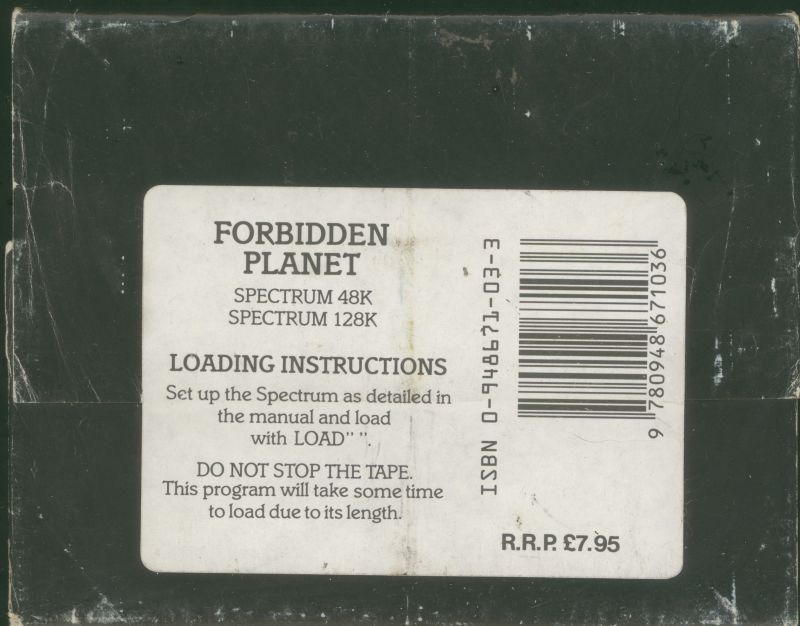 FORBIDDEN
PLANET
SPECTRUM 48K
SPECTRUM 128K
LOADING INSTRUCTIONS
Set up the Spectrum as detailed in
the manual and load
with LOAD” ”.
DO NOT STOP THE TAPE.
This program will take some time
to load due to its length.
ISBN 0-948671-03-3
9 780948 671036
R.R.P. £7.95